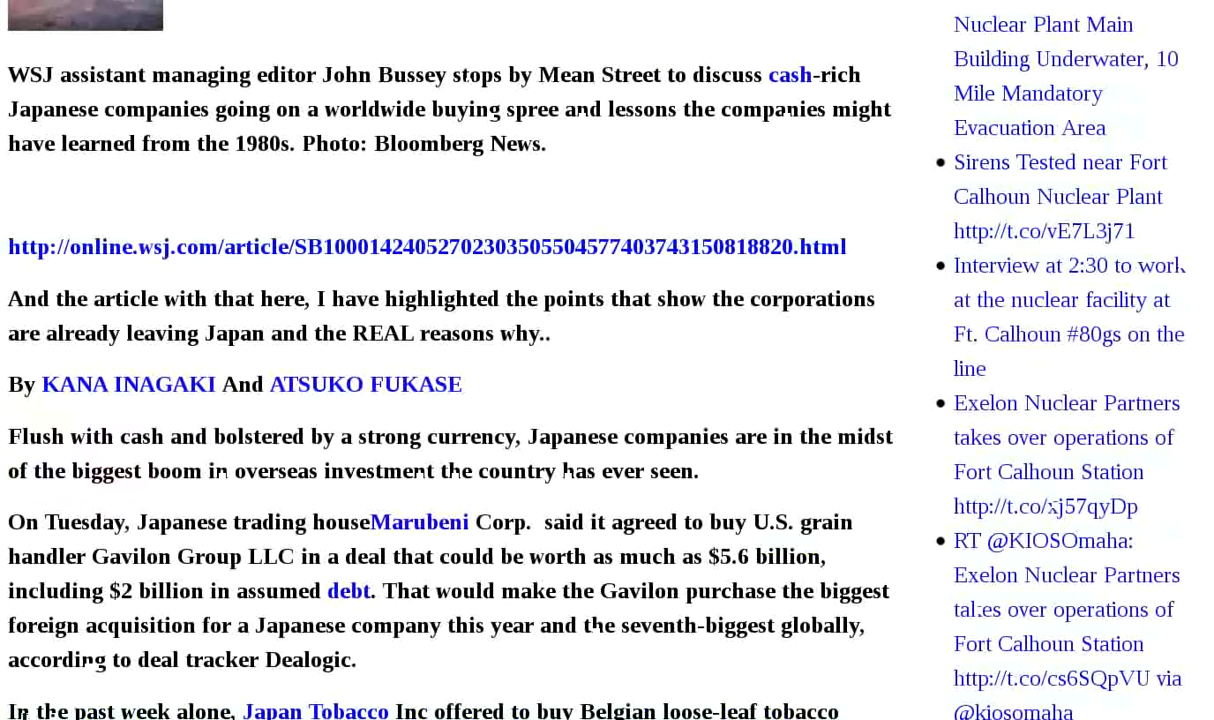 WSJ assistant managing editor John Bussey stops by Mean Street to discuss cash-rich
Japanese companies going on a worldwide buying spree and lessons the companies might
have learned from the 1980s. Photo: Bloomberg News.
http://online.wsj.com/article/SB10001424052702303505504577403743150818820.html
And the article with that here, I have highlighted the points that show the corporations
are already leaving Japan and the REAL reasons why..
By KANA INAGAKI And ATSUKO FUKASE
Flush with cash and bolstered by a strong currency, Japanese companies are in the midst
of the biggest boom in overseas investment the country has ever seen.
On Tuesday, Japanese trading houseMarubeni Corp.  said it agreed to buy U.S. grain
handler Gavilon Group LLC in a deal that could be worth as much as $5.6 billion,
including $2 billion in assumed debt. That would make the Gavilon purchase the biggest
foreign acquisition for a Japanese company this year and the seventh-biggest globally,
according to deal tracker Dealogic.
In the past week alone, Japan Tobacco Inc offered to buy Belgian loose-leaf tobacco
Nuclear Plant Main
Building Underwater, 10
Mile Mandatory
Evacuation Area
• Sirens Tested near Fort
Calhoun Nuclear Plant
http://t.co/vE7L3j71
• Interview at 2:30 to work
at the nuclear facility at
Ft. Calhoun #80gs on the
line
• Exelon Nuclear Partners
takes over operations of
Fort Calhoun Station
http://t.co/xj57qyDp
• RT @KIOSOmaha:
Exelon Nuclear Partners
takes over operations of
Fort Calhoun Station
http://t.co/cs6SQpVU via
@kiosomaha